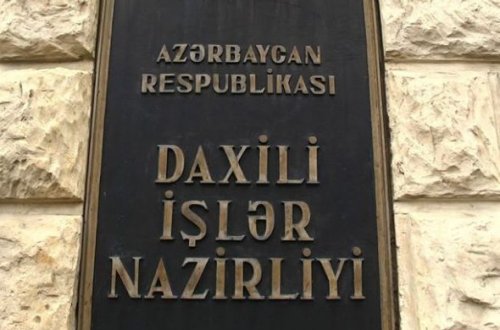 AZƏRBAYCAN
RESPUBLİKASI
DAXİLİ
İŞLƏR
NAZİRLİYİ